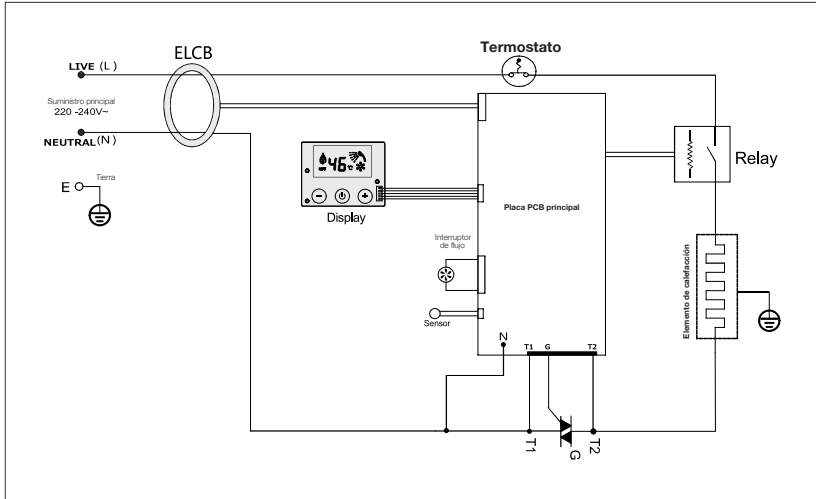 ELCB
Termostato
LIVE (L)
Suministro principal
220 -240V~
NEUTRAL (N)
E
Tierra
46 °C
Display
Placa PCB principal
Relay
Interruptor
de flujo
Sensor
Elemento de calefacción
N
T1 G T2
T1
G
T2